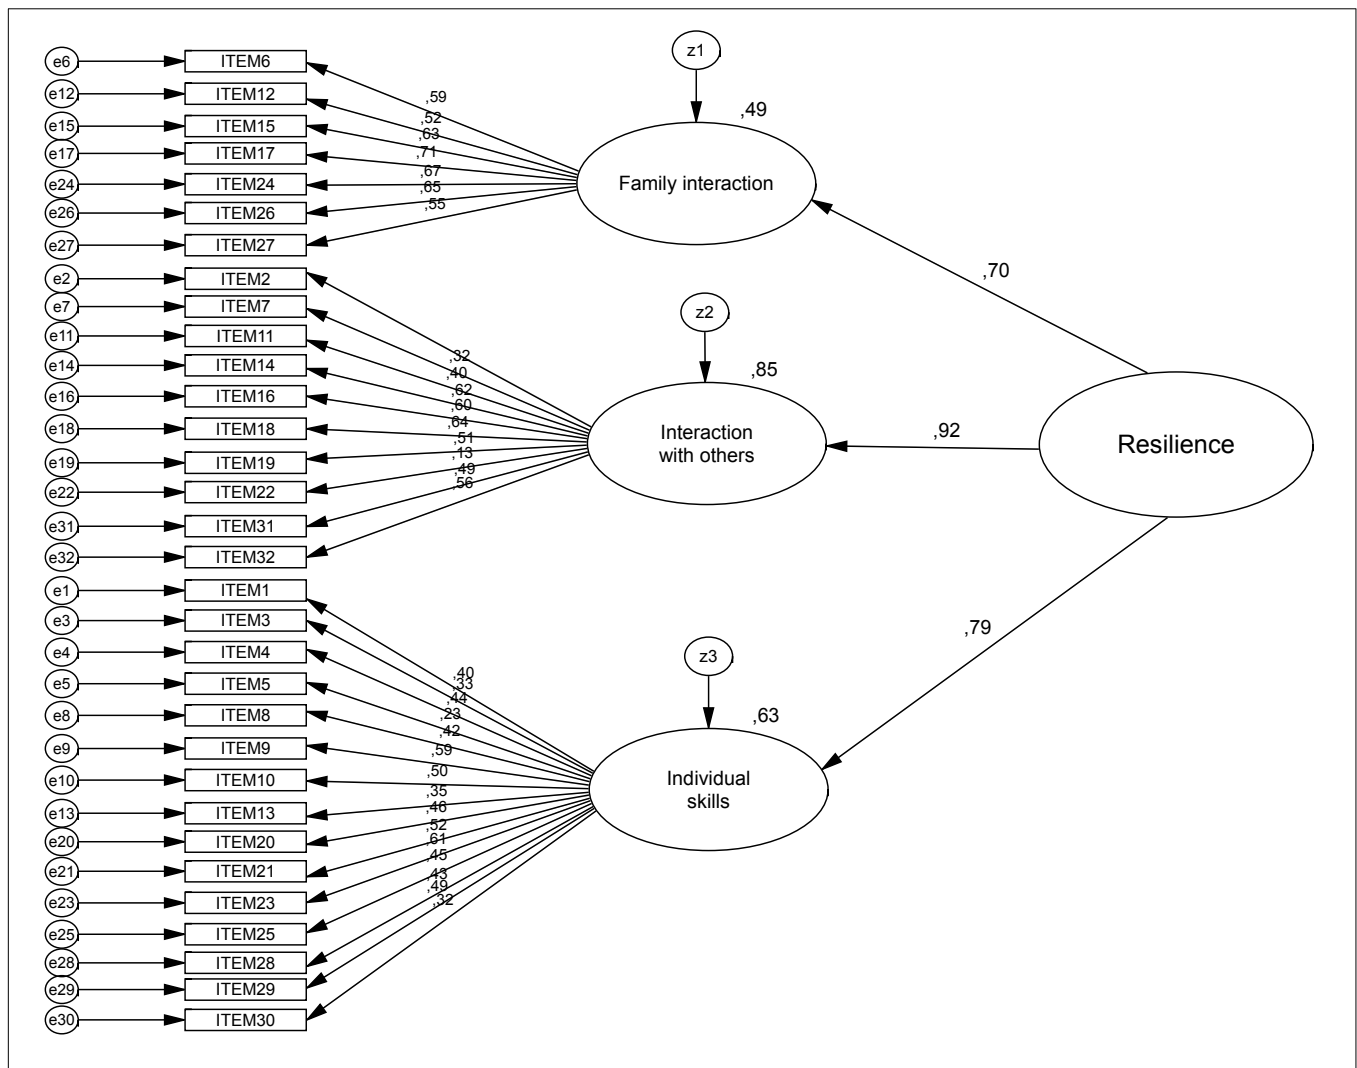 z1
e6 ITEM6
,59
e12 ITEM12
,49
,52
e15 ITEM15
,63
e17 ITEM17
,71
e24 ITEM24
,67
Family interaction
,65
e26 ITEM26
,55
e27 ITEM27
,70
e2 ITEM2
e7 ITEM7
z2
e11 ITEM11
,32
e14 ITEM14
,40
,85
e16 ITEM16
,62
,60
e18 ITEM18
,64
,92
Interaction
with others
Resilience
,51
,13
e19 ITEM19
,49
e22 ITEM22
,56
e31 ITEM31
e32 ITEM32
e1 ITEM1
e3 ITEM3
,79
e4 ITEM4
z3
,40
e5 ITEM5
,33
,44
e8 ITEM8
,23
,63
,42
e9 ITEM9
,59
e10 ITEM10
,50
Individual
skills
,35
e13 ITEM13
,46
,52
e20 ITEM20
,61
,45
e21 ITEM21
,43
,49
e23 ITEM23
,32
e25 ITEM25
e28 ITEM28
e29 ITEM29
e30 ITEM30